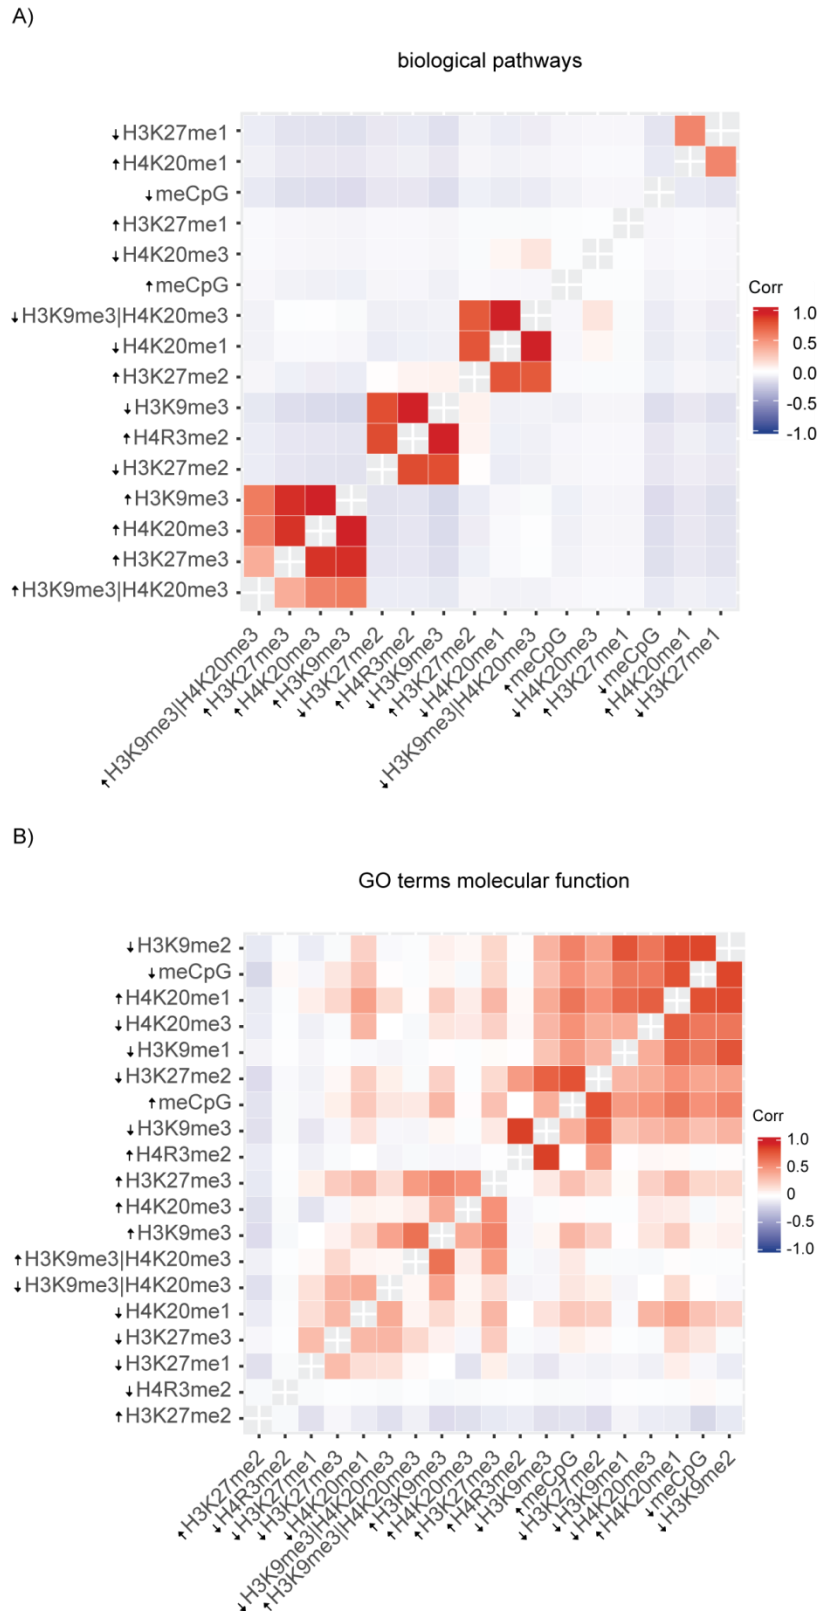 A)
biological pathways
↓H3K27me1
↑H4K20me1
↓meCpG
↑H3K27me1
↓H4K20me3
↑meCpG
↓H3K9me3|H4K20me3
↓H4K20me1
↑H3K27me2
↓H3K9me3
↑H4R3me2
↓H3K27me2
↑H3K9me3
↑H4K20me3
↑H3K27me3
↑H3K9me3|H4K20me3
Corr
1.0
0.5
0.0
-0.5
-1.0
↑H3K9me3|H4K20me3
↑H3K27me3
↑H4K20me3
↑H3K9me3
↓H3K27me2
↑H4R3me2
↓H3K9me3
↑H3K27me2
↓H4K20me1
↓H3K9me3|H4K20me3
↑meCpG
↓H4K20me3
↑H3K27me1
↓meCpG
↑H4K20me1
↓H3K27me1
B)
GO terms molecular function
↓H3K9me2
↓meCpG
↑H4K20me1
↓H4K20me3
↓H3K9me1
↓H3K27me2
↑meCpG
↓H3K9me3
↑H4R3me2
↑H3K27me3
↑H4K20me3
↑H3K9me3
↑H3K9me3|H4K20me3
↓H3K9me3|H4K20me3
↓H4K20me1
↓H3K27me3
↓H3K27me1
↓H4R3me2
↑H3K27me2
Corr
1.0
0.5
0
-0.5
-1.0
↑H3K27me2
↓H4R3me2
↓H3K27me1
↓H3K27me3
↓H4K20me1
↓H3K9me3|H4K20me3
↑H3K9me3|H4K20me3
↑H3K9me3
↑H4K20me3
↑H3K27me3
↑H4R3me2
↓H3K9me3
↑meCpG
↓H3K27me2
↓H3K9me1
↓H4K20me3
↑H4K20me1
↓meCpG
↓H3K9me2